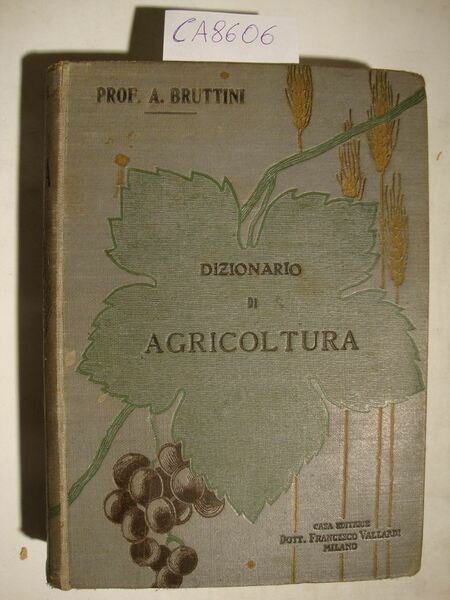 CA8606
PROF. A. BRUTTINI
DIZIONARIO
DI
AGRICOLTURA
CASA EDITRICE
DOTT. FRANCESCO VALLARDI
MILANO